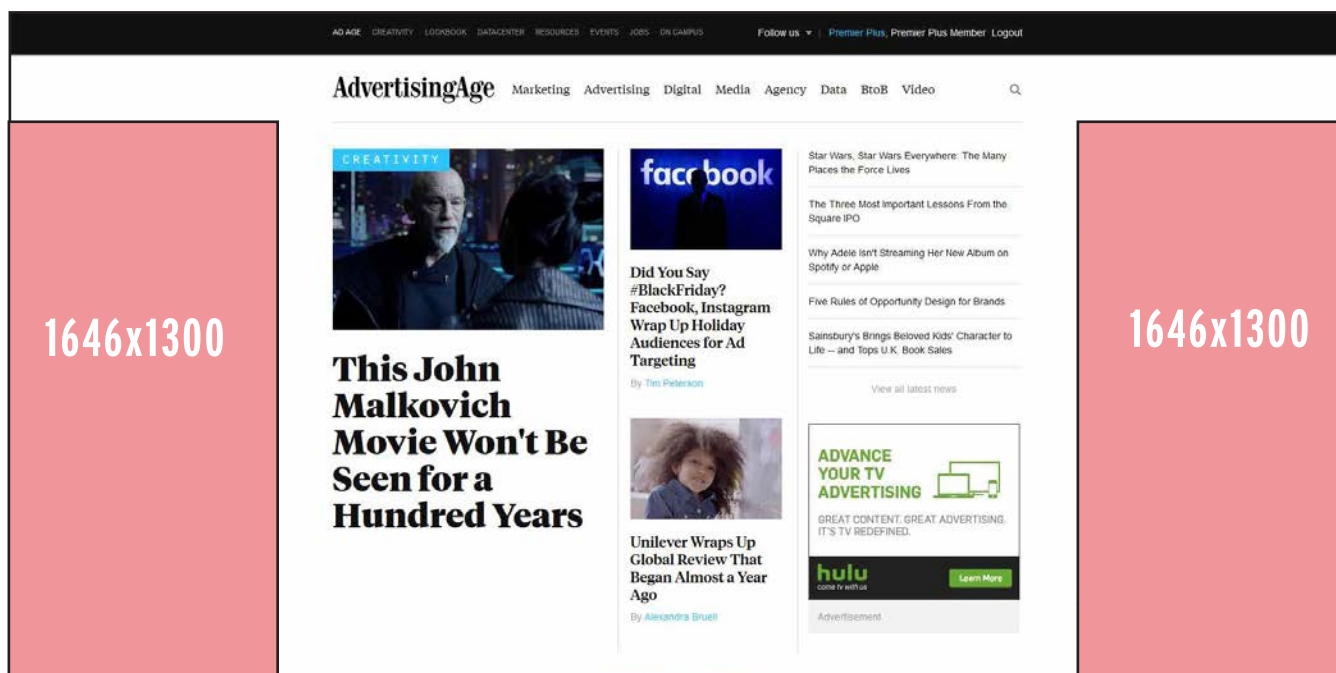 AD AGE CREATIVITY LOOKBOOK DATACENTER RESOURCES EVENTS JOBS ON CAMPUS Follow us | Premier Plus, Premier Plus Member Logout
AdvertisingAge Marketing Advertising Digital Media Agency Data BtoB Video
1646x1300
CREATIVITY
This John
Malkovich
Movie Won't Be
Seen for a
Hundred Years
facebook
Did You Say
#BlackFriday?
Facebook, Instagram
Wrap Up Holiday
Audiences for Ad
Targeting
By Tim Peterson
Unilever Wraps Up
Global Review That
Began Almost a Year
Ago
By Alexandra Bruell
Star Wars, Star Wars Everywhere: The Many
Places the Force Lives
The Three Most Important Lessons From the
Square IPO
Why Adele Isn't Streaming Her New Album on
Spotify or Apple
Five Rules of Opportunity Design for Brands
Sainsbury's Brings Beloved Kids' Character to
Life -- and Tops U.K. Book Sales
View all latest news
ADVANCE
YOUR TV
ADVERTISING
GREAT CONTENT. GREAT ADVERTISING.
IT'S TV REDEFINED.
hulu
come tv with us
Learn More
Advertisement
1646x1300